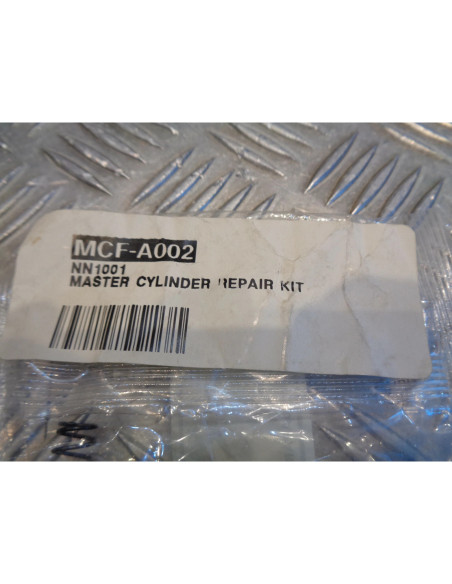 MCF-A002
NN1001
MASTER CYLINDER REPAIR KIT